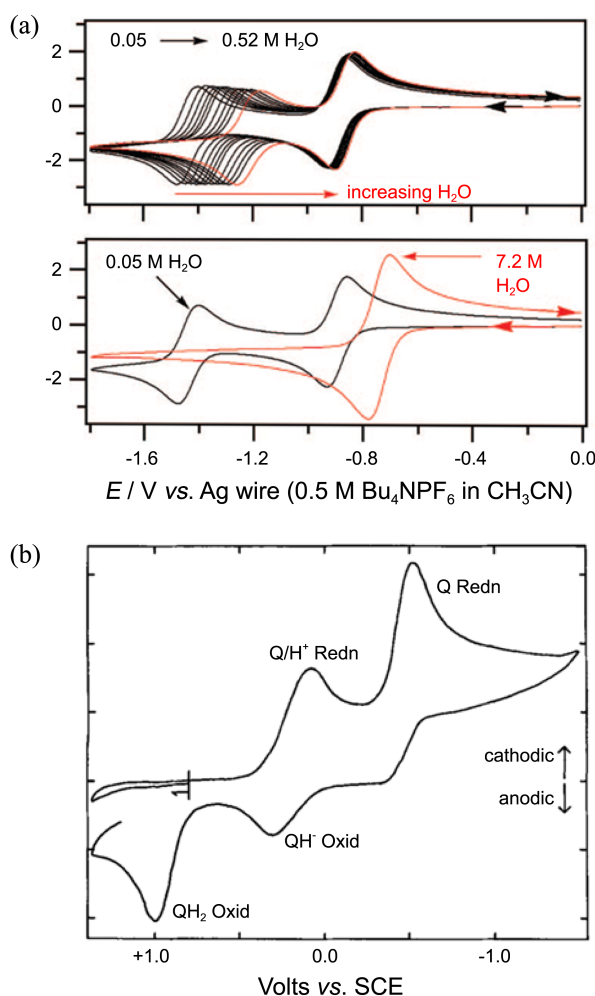 (a)
0.05 → 0.52 M H₂O
2
0
-2
increasing H₂O
0.05 M H₂O
7.2 M
H₂O
2
0
-2
-1.6 -1.2 -0.8 -0.4 0.0
E / V vs. Ag wire (0.5 M Bu₄NPF₆ in CH₃CN)
(b)
Q Redn
Q/H⁺ Redn
cathodic
anodic
QH⁻ Oxid
QH₂ Oxid
+1.0 0.0 -1.0
Volts vs. SCE